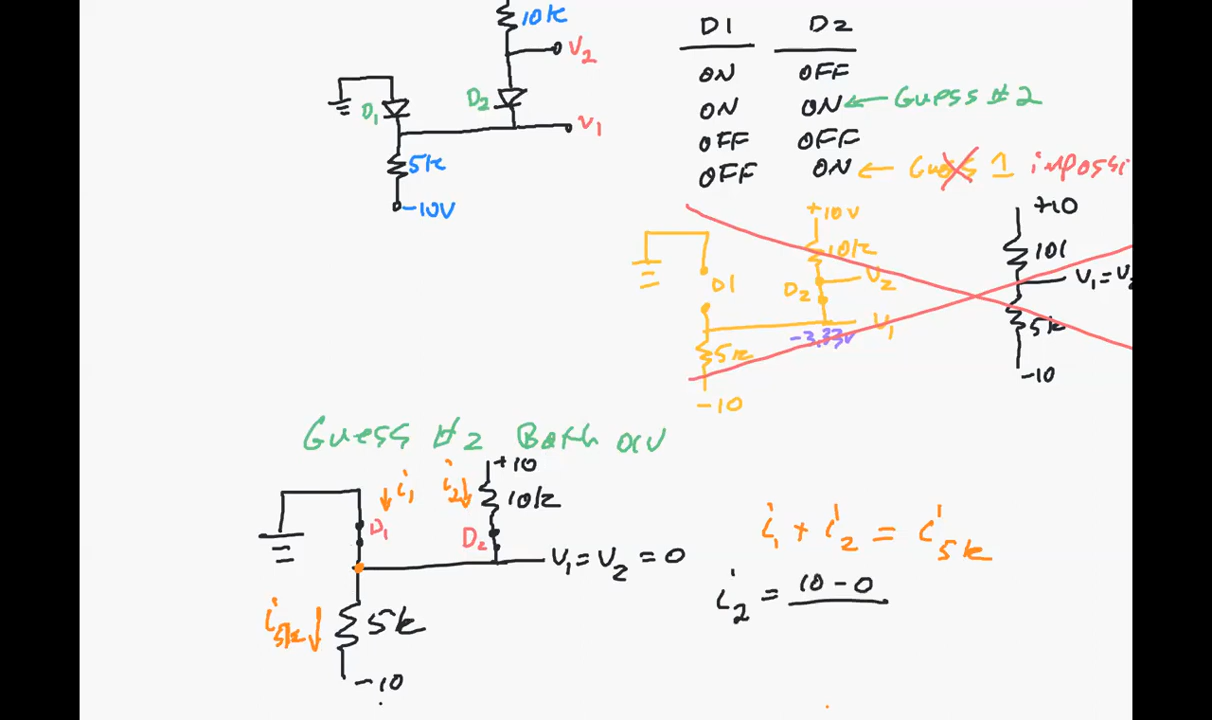 10k
V2
D1
D2
V1
5k
-10V
D1 D2
ON OFF
ON ON ← Guess #2
OFF OFF
OFF ON ← Guess 1 impossi
+10V
10k
D1
V2
D2
V1
-3.33V
5k
-10
+10
101
V1=V2
5k
-10
Guess #2 Both on
i1
i2
+10
10k
D1
D2
V1 = V2 = 0
i5k
5k
-10
i1 + i2 = i5k
i2 = 10 - 0